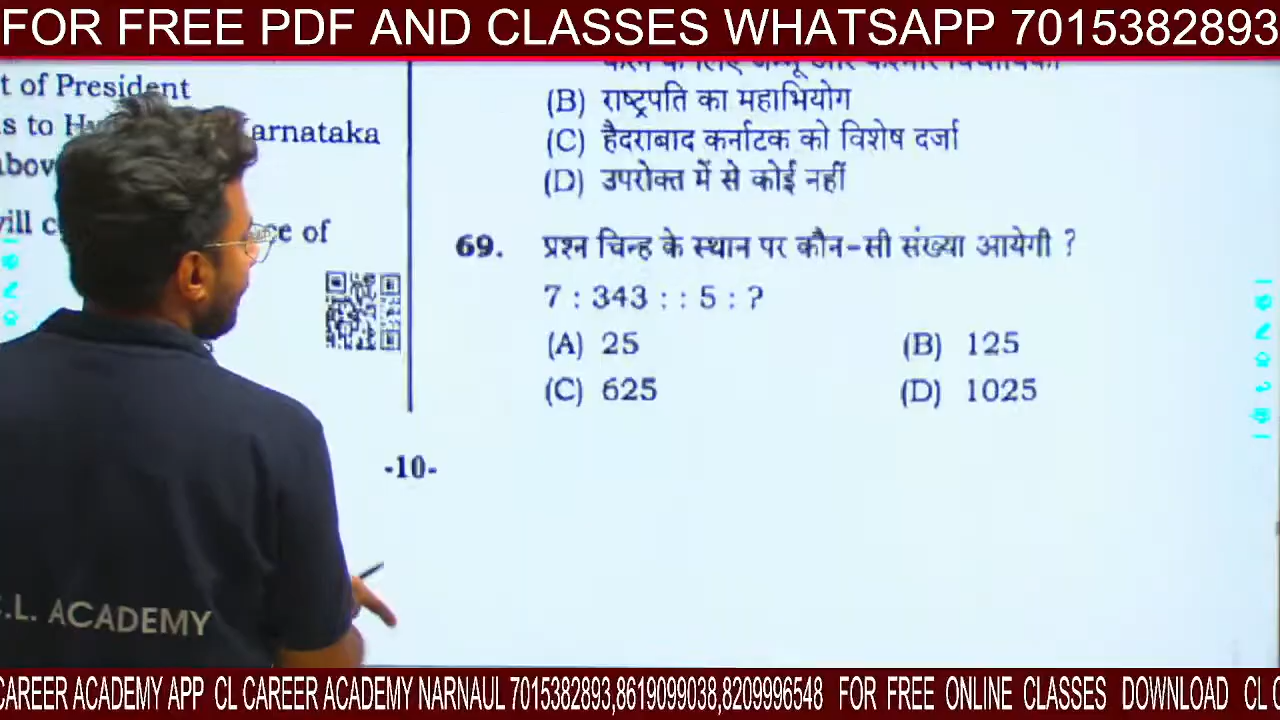 FOR FREE PDF AND CLASSES WHATSAPP 7015382893
t of President
s to Hy arnataka
abov
ill c ce of
(B) राष्ट्रपति का महाभियोग
(C) हैदराबाद कर्नाटक को विशेष दर्जा
(D) उपरोक्त में से कोई नहीं
69. प्रश्न चिन्ह के स्थान पर कौन-सी संख्या आयेगी ?
7 : 343 : : 5 : ?
(A) 25 (B) 125
(C) 625 (D) 1025
-10-
.L. ACADEMY
CAREER ACADEMY APP CL CAREER ACADEMY NARNAUL 7015382893,8619099038,8209996548 FOR FREE ONLINE CLASSES DOWNLOAD CL C